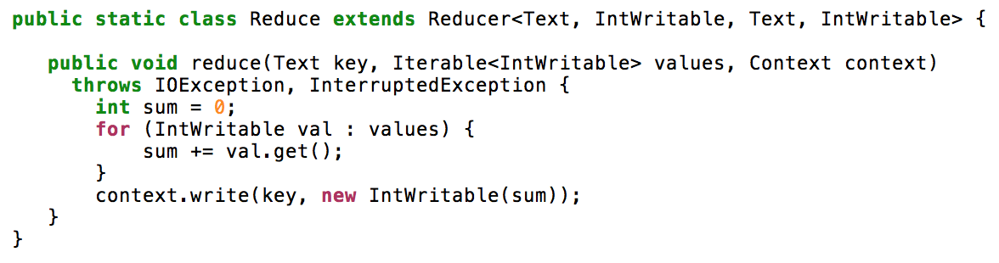 public static class Reduce extends Reducer<Text, IntWritable, Text, IntWritable> {
public void reduce(Text key, Iterable<IntWritable> values, Context context)
throws IOException, InterruptedException {
int sum = 0;
for (IntWritable val : values) {
sum += val.get();
}
context.write(key, new IntWritable(sum));
}
}